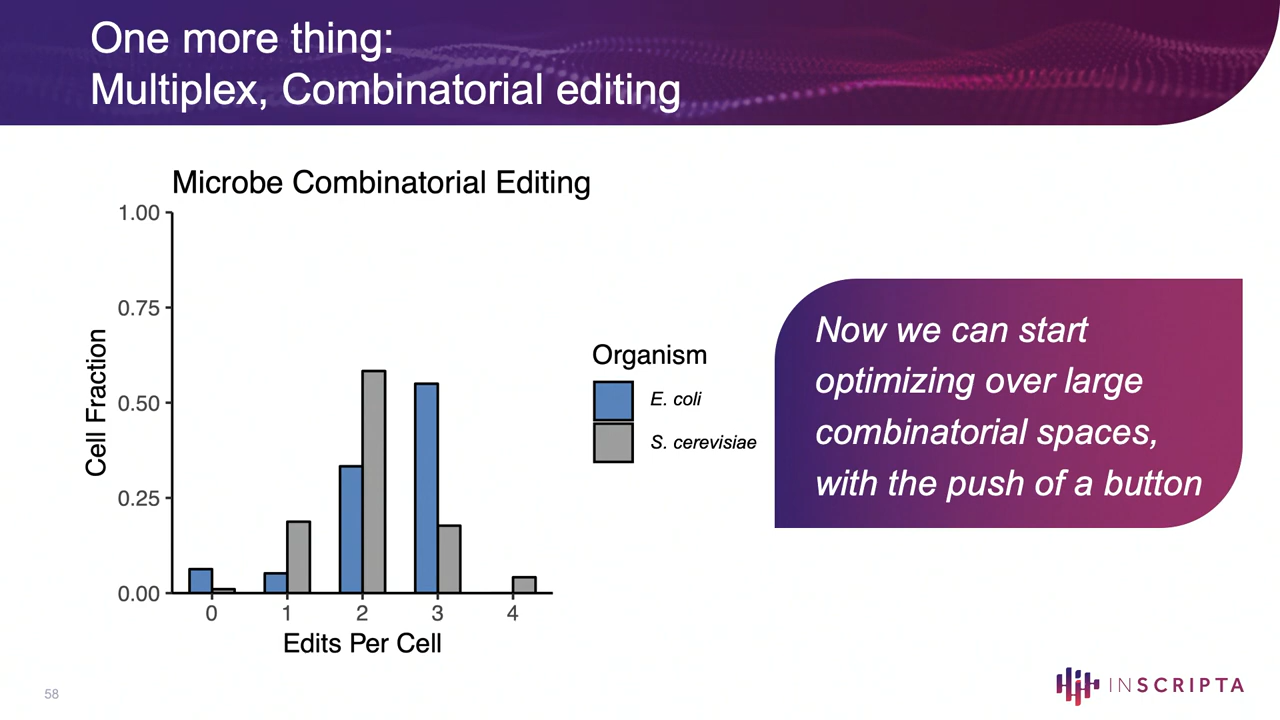 One more thing:
Multiplex, Combinatorial editing
Microbe Combinatorial Editing
1.00
0.75
0.50
0.25
0.00
Cell Fraction
0 1 2 3 4
Edits Per Cell
Organism
E. coli
S. cerevisiae
Now we can start
optimizing over large
combinatorial spaces,
with the push of a button
58
INSCRIPTA